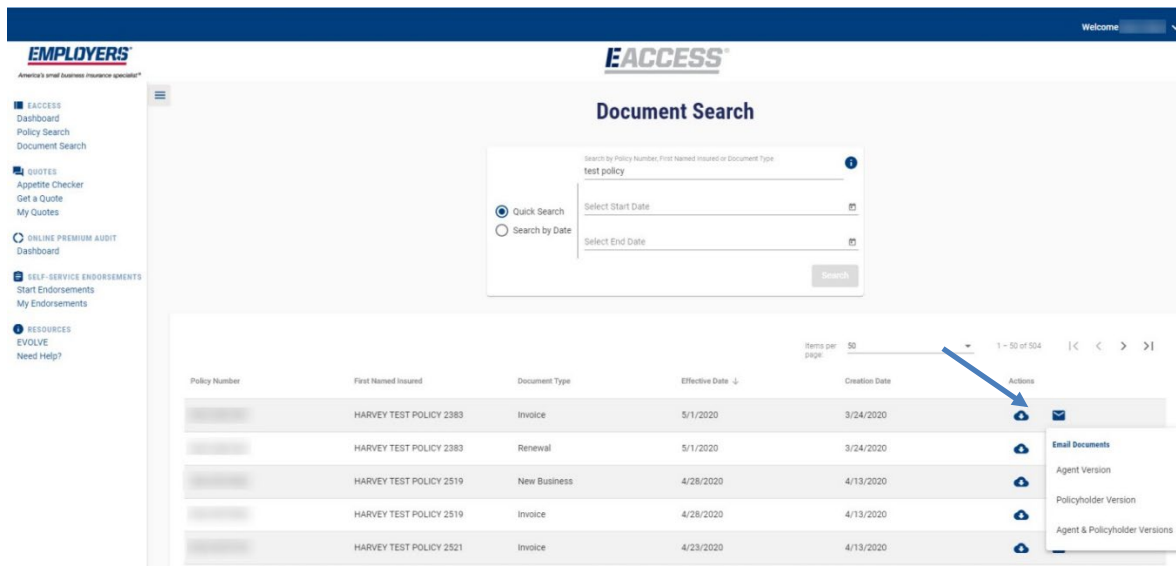 Welcome
EMPLOYERS®
America's small business insurance specialist®
EACCESS®
EACCESS
Dashboard
Policy Search
Document Search
QUOTES
Appetite Checker
Get a Quote
My Quotes
ONLINE PREMIUM AUDIT
Dashboard
SELF-SERVICE ENDORSEMENTS
Start Endorsements
My Endorsements
RESOURCES
EVOLVE
Need Help?
Document Search
Search by Policy Number, First Named Insured or Document Type
test policy
Quick Search
Search by Date
Select Start Date
Select End Date
Search
Items per page: 50 1 – 50 of 504
Policy Number First Named Insured Document Type Effective Date ↓ Creation Date Actions
HARVEY TEST POLICY 2383 Invoice 5/1/2020 3/24/2020
HARVEY TEST POLICY 2383 Renewal 5/1/2020 3/24/2020
HARVEY TEST POLICY 2519 New Business 4/28/2020 4/13/2020
HARVEY TEST POLICY 2519 Invoice 4/28/2020 4/13/2020
HARVEY TEST POLICY 2521 Invoice 4/23/2020 4/13/2020
Email Documents
Agent Version
Policyholder Version
Agent & Policyholder Versions